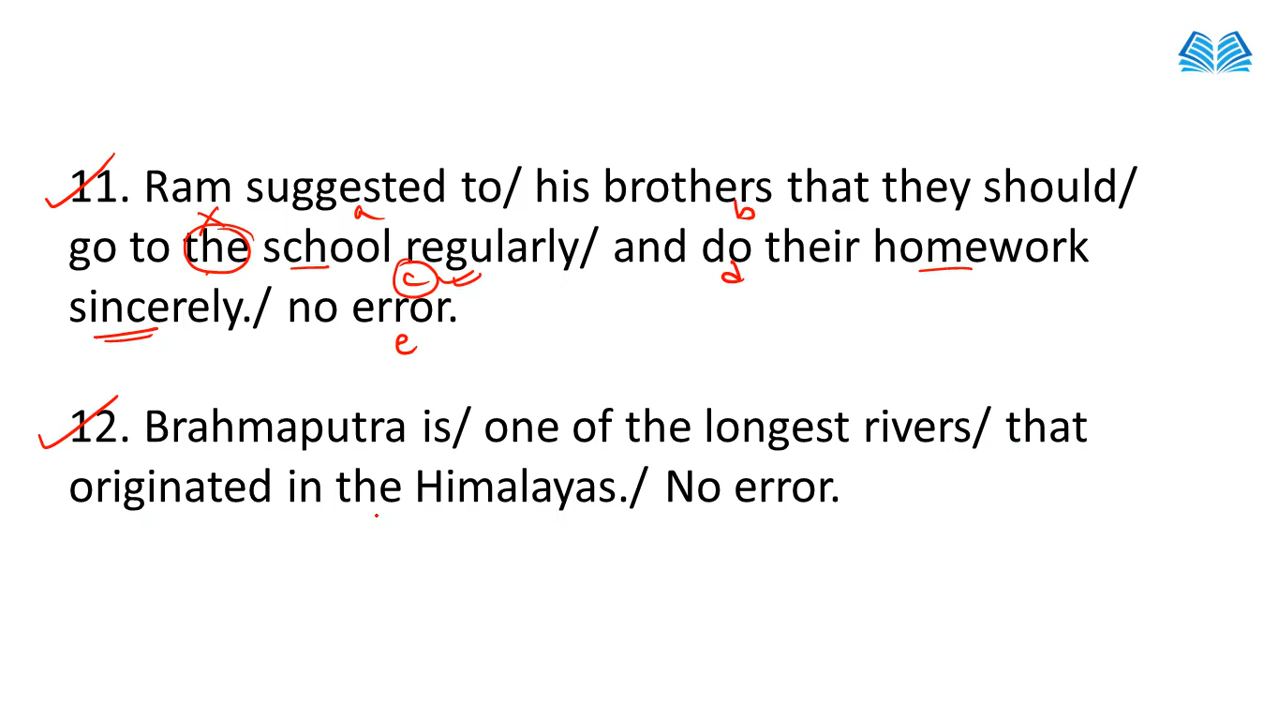 11. Ram suggested to/ his brothers that they should/
a b
go to the school regularly/ and do their homework
c d
sincerely./ no error.
e
12. Brahmaputra is/ one of the longest rivers/ that
originated in the Himalayas./ No error.